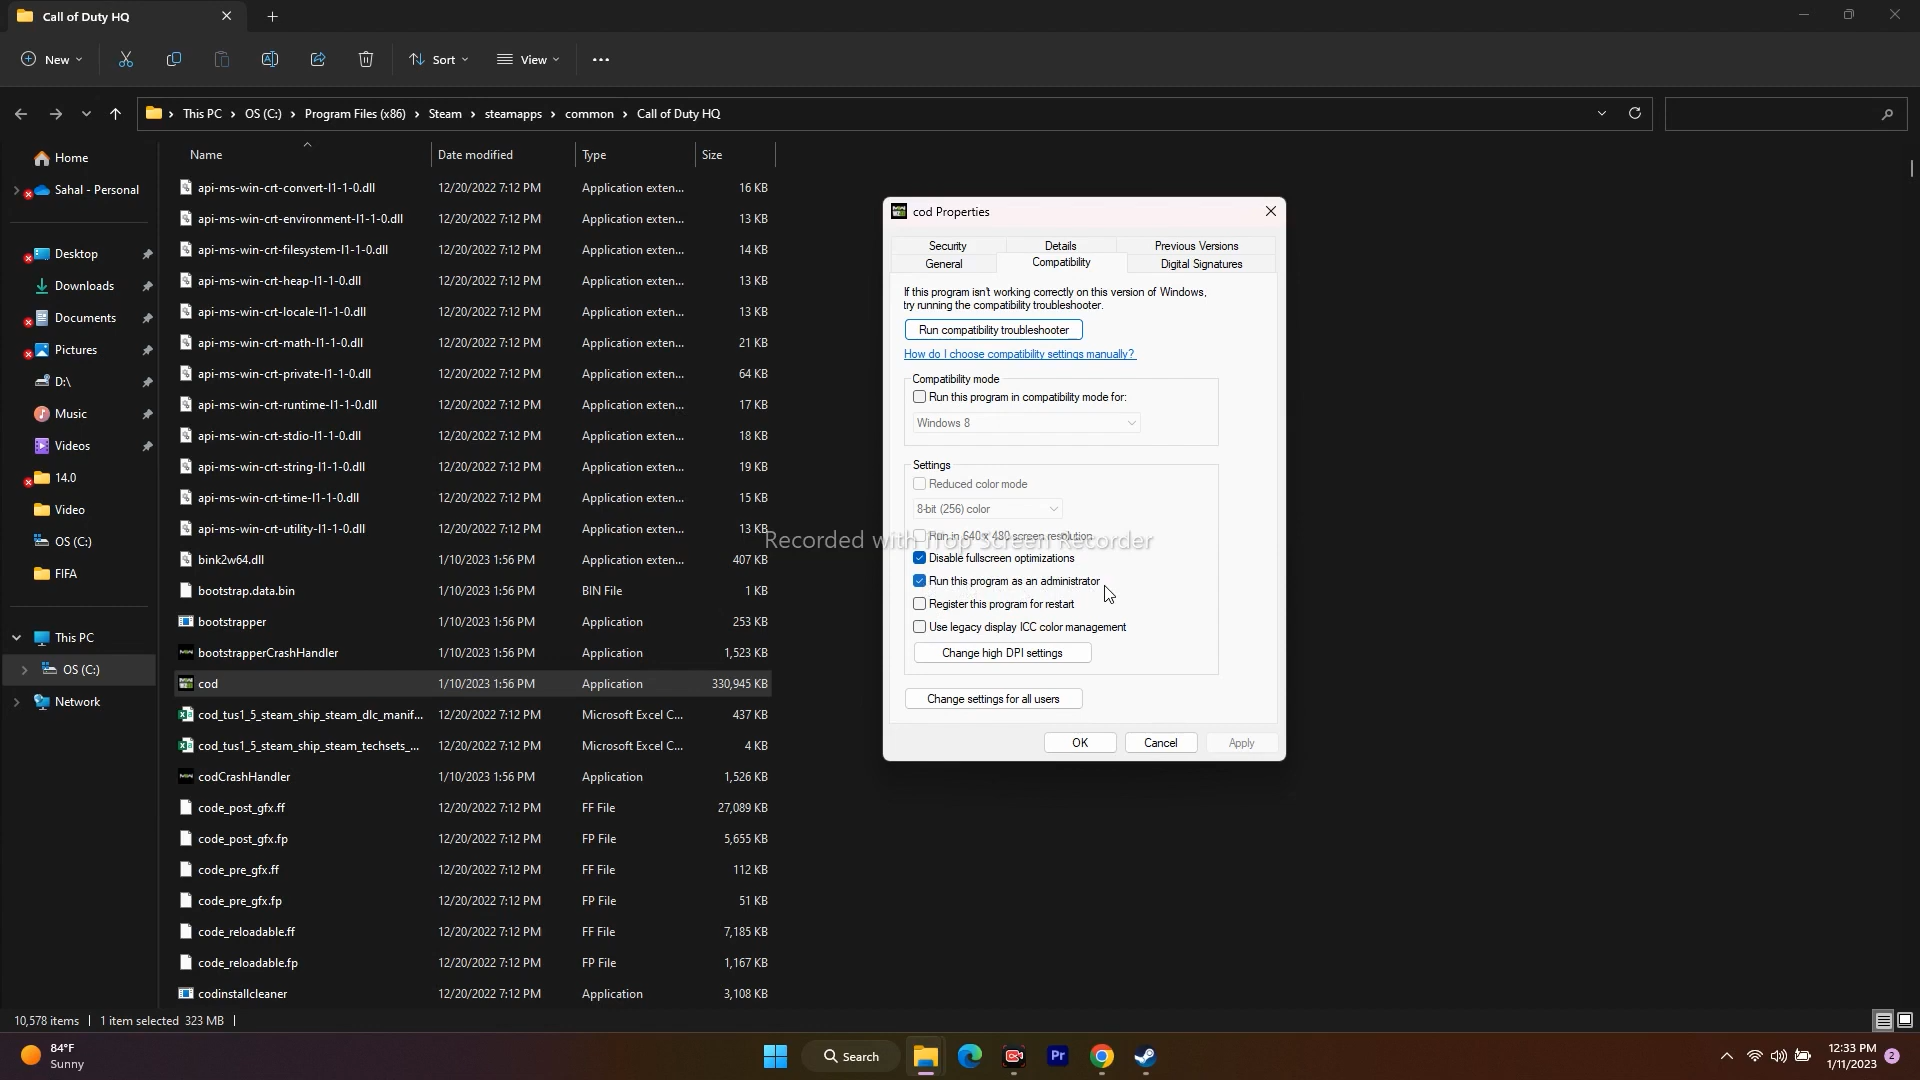 Call of Duty HQ
New
Sort
View
This PC > OS (C:) > Program Files (x86) > Steam > steamapps > common > Call of Duty HQ
Home
Sahal - Personal
Desktop
Downloads
Documents
Pictures
D:\
Music
Videos
14.0
Video
OS (C:)
FIFA
This PC
OS (C:)
Network
Name Date modified Type Size
api-ms-win-crt-convert-l1-1-0.dll 12/20/2022 7:12 PM Application exten... 16 KB
api-ms-win-crt-environment-l1-1-0.dll 12/20/2022 7:12 PM Application exten... 13 KB
api-ms-win-crt-filesystem-l1-1-0.dll 12/20/2022 7:12 PM Application exten... 14 KB
api-ms-win-crt-heap-l1-1-0.dll 12/20/2022 7:12 PM Application exten... 13 KB
api-ms-win-crt-locale-l1-1-0.dll 12/20/2022 7:12 PM Application exten... 13 KB
api-ms-win-crt-math-l1-1-0.dll 12/20/2022 7:12 PM Application exten... 21 KB
api-ms-win-crt-private-l1-1-0.dll 12/20/2022 7:12 PM Application exten... 64 KB
api-ms-win-crt-runtime-l1-1-0.dll 12/20/2022 7:12 PM Application exten... 17 KB
api-ms-win-crt-stdio-l1-1-0.dll 12/20/2022 7:12 PM Application exten... 18 KB
api-ms-win-crt-string-l1-1-0.dll 12/20/2022 7:12 PM Application exten... 19 KB
api-ms-win-crt-time-l1-1-0.dll 12/20/2022 7:12 PM Application exten... 15 KB
api-ms-win-crt-utility-l1-1-0.dll 12/20/2022 7:12 PM Application exten... 13 KB
bink2w64.dll 1/10/2023 1:56 PM Application exten... 407 KB
bootstrap.data.bin 1/10/2023 1:56 PM BIN File 1 KB
bootstrapper 1/10/2023 1:56 PM Application 253 KB
bootstrapperCrashHandler 1/10/2023 1:56 PM Application 1,523 KB
cod 1/10/2023 1:56 PM Application 330,945 KB
cod_tus1_5_steam_ship_steam_dlc_manif... 12/20/2022 7:12 PM Microsoft Excel C... 437 KB
cod_tus1_5_steam_ship_steam_techsets_... 12/20/2022 7:12 PM Microsoft Excel C... 4 KB
codCrashHandler 1/10/2023 1:56 PM Application 1,526 KB
code_post_gfx.ff 12/20/2022 7:12 PM FF File 27,089 KB
code_post_gfx.fp 12/20/2022 7:12 PM FP File 5,655 KB
code_pre_gfx.ff 12/20/2022 7:12 PM FF File 112 KB
code_pre_gfx.fp 12/20/2022 7:12 PM FP File 51 KB
code_reloadable.ff 12/20/2022 7:12 PM FF File 7,185 KB
code_reloadable.fp 12/20/2022 7:12 PM FP File 1,167 KB
codinstallcleaner 12/20/2022 7:12 PM Application 3,108 KB
cod Properties
Security Details Previous Versions
General Compatibility Digital Signatures
If this program isn't working correctly on this version of Windows,
try running the compatibility troubleshooter.
Run compatibility troubleshooter
How do I choose compatibility settings manually?
Compatibility mode
Run this program in compatibility mode for:
Windows 8
Settings
Reduced color mode
8-bit (256) color
Run in 640 x 480 screen resolution
Recorded with iTop Screen Recorder
Disable fullscreen optimizations
Run this program as an administrator
Register this program for restart
Use legacy display ICC color management
Change high DPI settings
Change settings for all users
OK Cancel Apply
10,578 items 1 item selected 323 MB
84°F
Sunny
Search
Pr
12:33 PM
1/11/2023
2